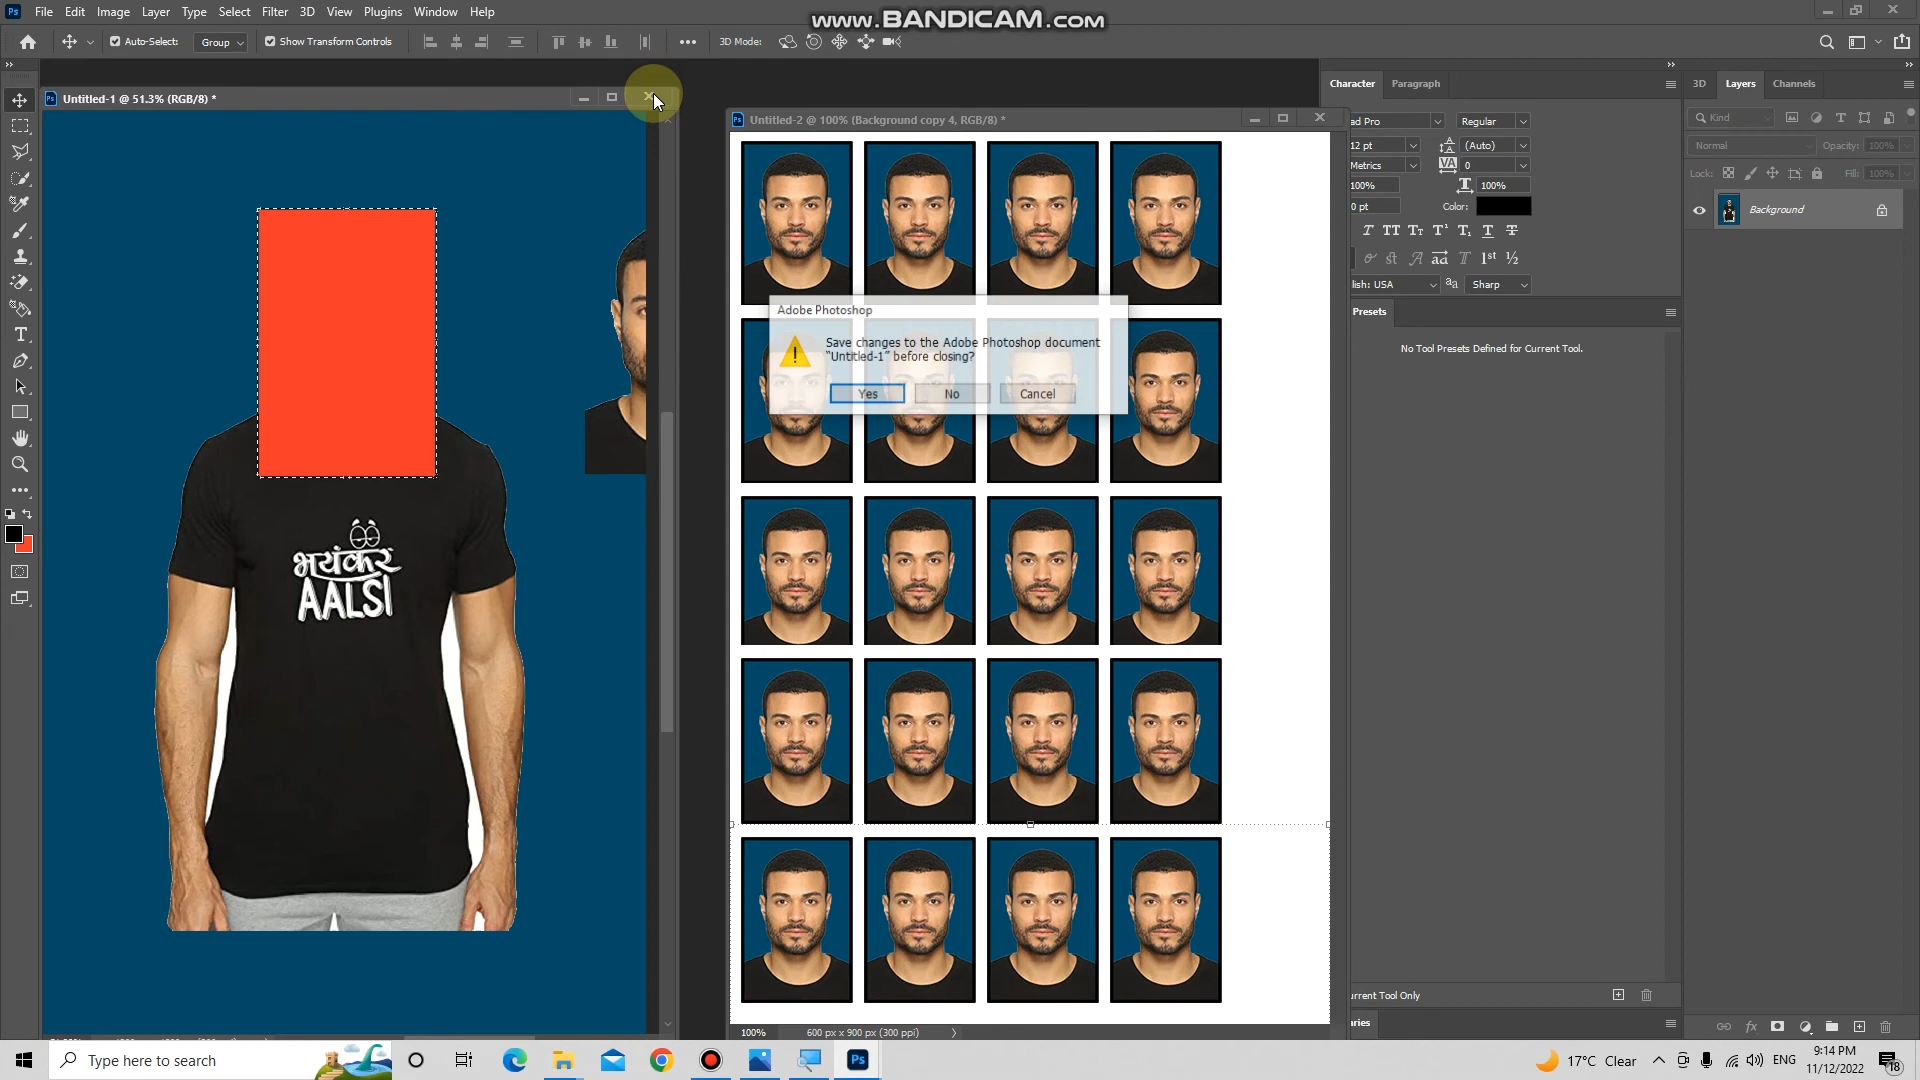 www.BANDICAM.com
Ps File Edit Image Layer Type Select Filter 3D View Plugins Window Help
Auto-Select: Group Show Transform Controls 3D Mode:
Ps Untitled-1 @ 51.3% (RGB/8) *
Ps Untitled-2 @ 100% (Background copy 4, RGB/8) *
Adobe Photoshop
Save changes to the Adobe Photoshop document
"Untitled-1" before closing?
Yes No Cancel
भयंकर
AALSI
100% 600 px x 900 px (300 ppi)
Character Paragraph
ad Pro Regular
12 pt (Auto)
Metrics 0
100% 100%
0 pt Color:
lish: USA Sharp
Presets
No Tool Presets Defined for Current Tool.
urrent Tool Only
aries
3D Layers Channels
Kind
Normal Opacity: 100%
Lock: Fill: 100%
Background
Type here to search
Ps
17°C Clear
ENG
9:14 PM
11/12/2022
18